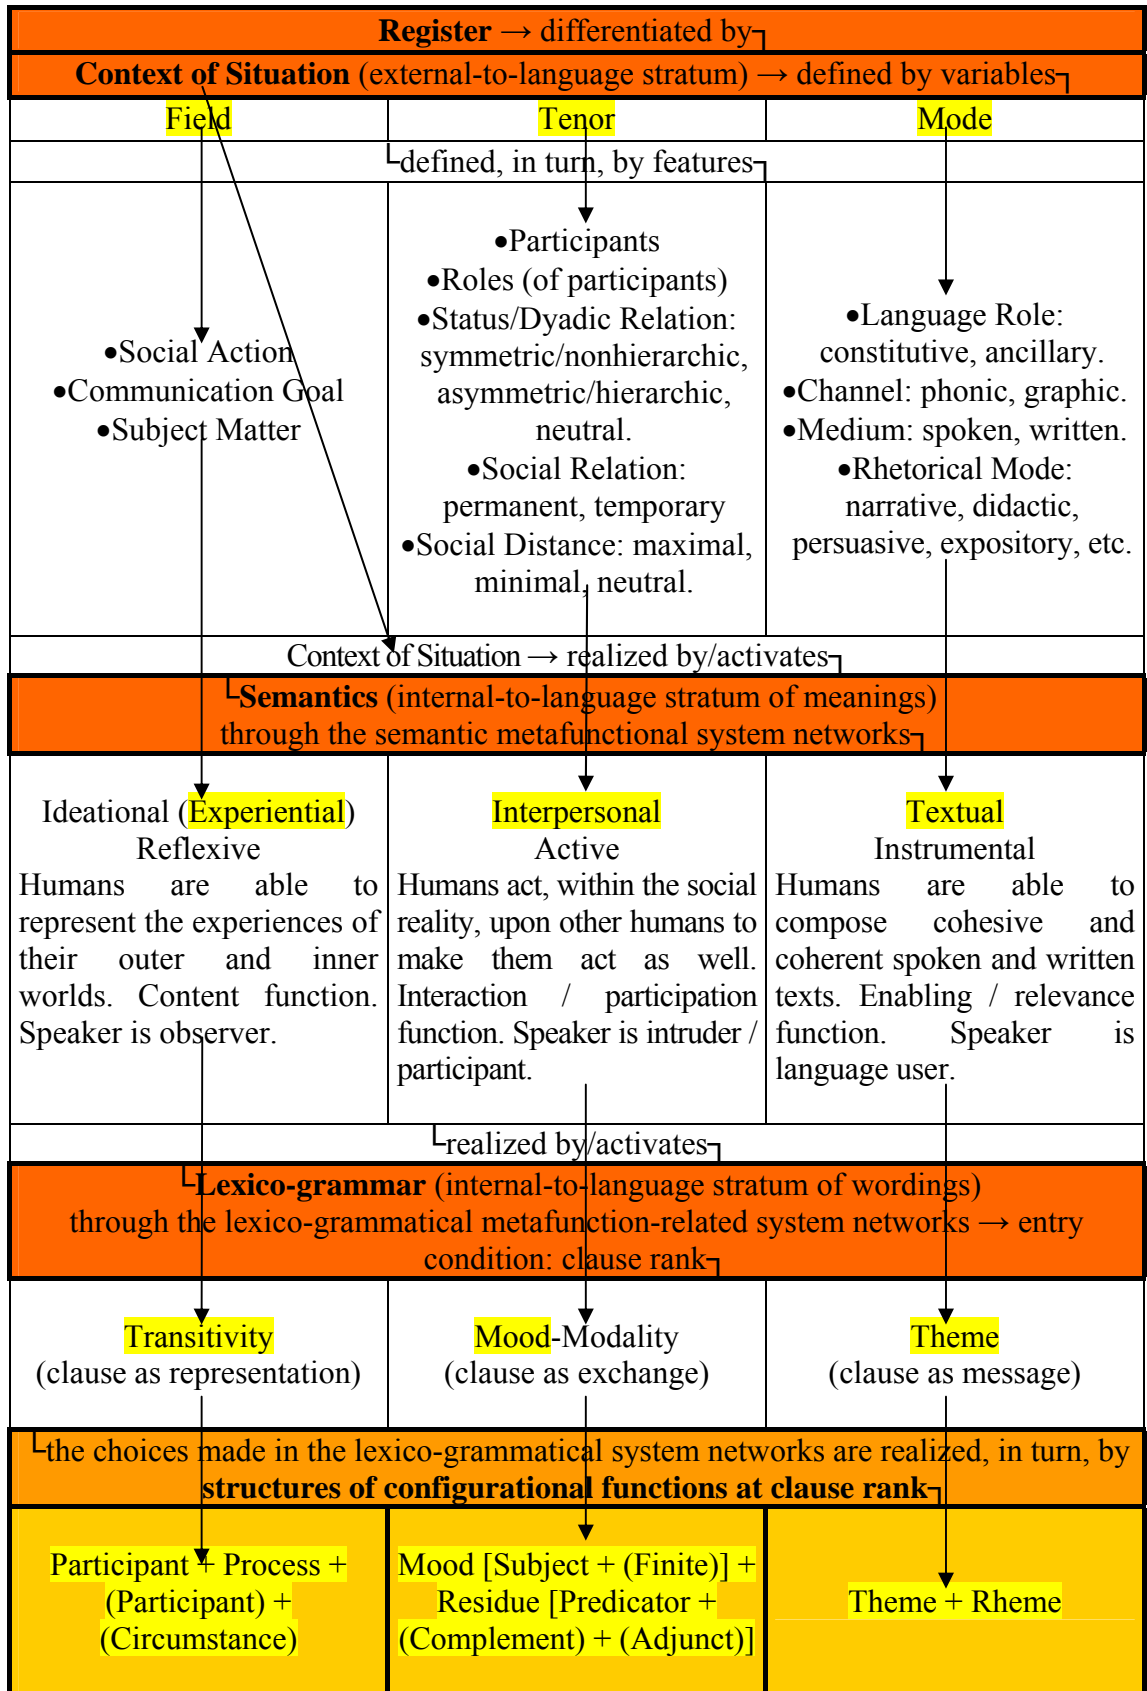 Register → differentiated by┐
Context of Situation (external-to-language stratum) → defined by variables┐
Field
Tenor
Mode
└defined, in turn, by features┐
•Social Action
•Communication Goal
•Subject Matter
•Participants
•Roles (of participants)
•Status/Dyadic Relation:
symmetric/nonhierarchic,
asymmetric/hierarchic,
neutral.
•Social Relation:
permanent, temporary
•Social Distance: maximal,
minimal, neutral.
•Language Role:
constitutive, ancillary.
•Channel: phonic, graphic.
•Medium: spoken, written.
•Rhetorical Mode:
narrative, didactic,
persuasive, expository, etc.
Context of Situation → realized by/activates┐
└Semantics (internal-to-language stratum of meanings)
through the semantic metafunctional system networks┐
Ideational (Experiential)
Reflexive
Humans are able to
represent the experiences of
their outer and inner
worlds. Content function.
Speaker is observer.
Interpersonal
Active
Humans act, within the social
reality, upon other humans to
make them act as well.
Interaction / participation
function. Speaker is intruder /
participant.
Textual
Instrumental
Humans are able to
compose cohesive and
coherent spoken and written
texts. Enabling / relevance
function. Speaker is
language user.
└realized by/activates┐
└Lexico-grammar (internal-to-language stratum of wordings)
through the lexico-grammatical metafunction-related system networks → entry
condition: clause rank┐
Transitivity
(clause as representation)
Mood-Modality
(clause as exchange)
Theme
(clause as message)
└the choices made in the lexico-grammatical system networks are realized, in turn, by
structures of configurational functions at clause rank┐
Participant + Process +
(Participant) +
(Circumstance)
Mood [Subject + (Finite)] +
Residue [Predicator +
(Complement) + (Adjunct)]
Theme + Rheme